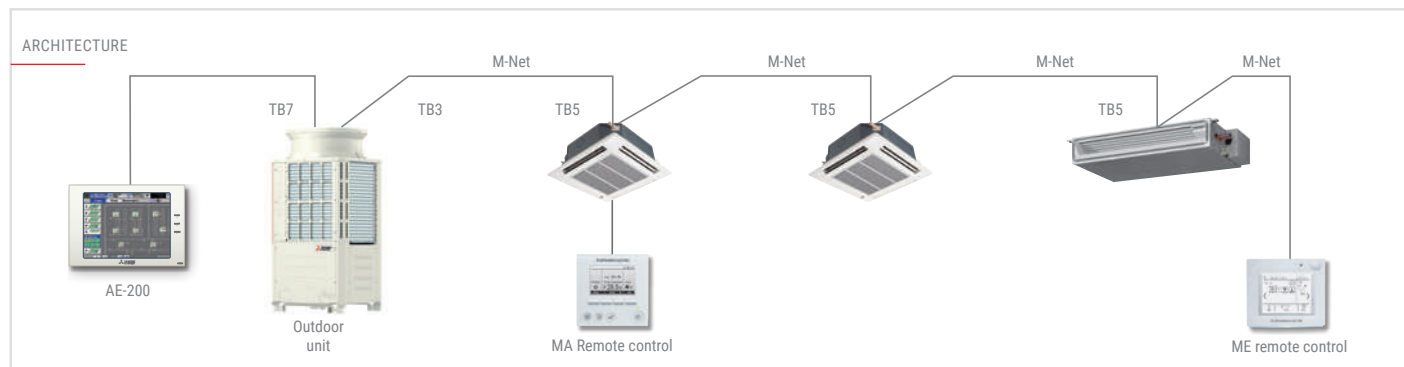 ARCHITECTURE
M-Net
M-Net
M-Net
M-Net
TB7
TB3
TB5
TB5
TB5
AE-200
Outdoor
unit
MA Remote control
ME remote control